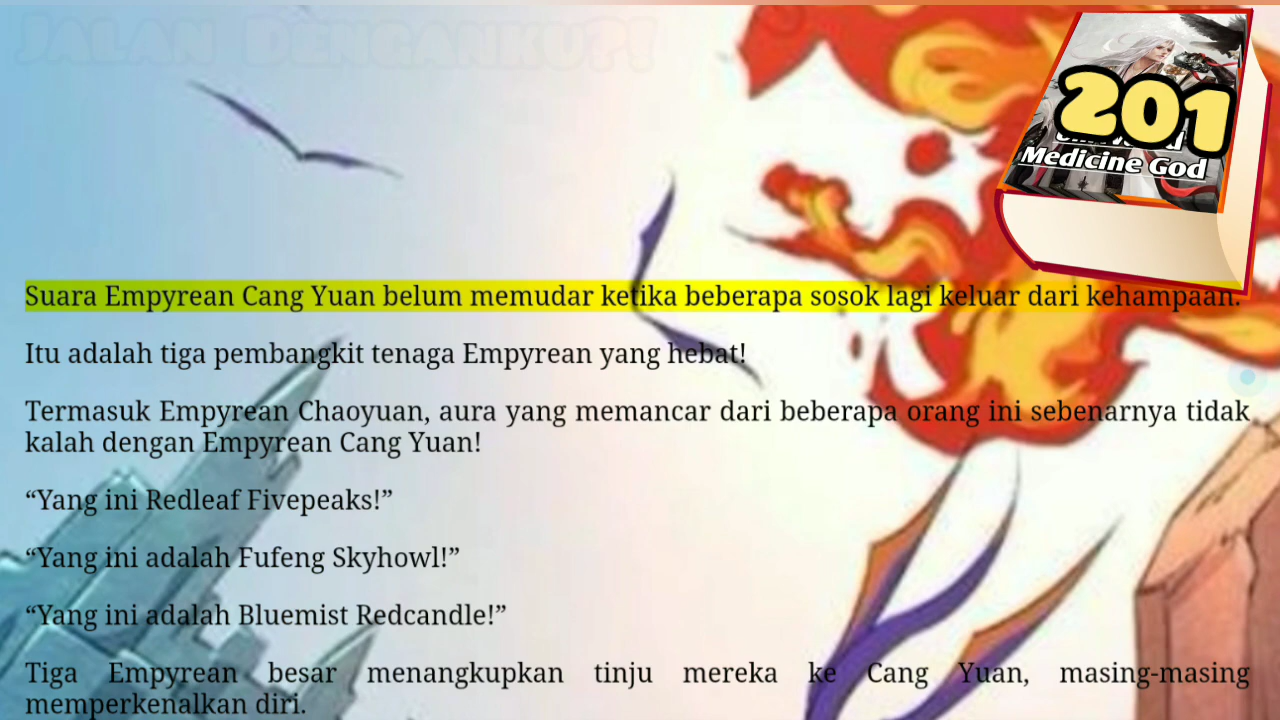 JALAN DENGANKU?!
201
Medicine God
Suara Empyrean Cang Yuan belum memudar ketika beberapa sosok lagi keluar dari kehampaan.
Itu adalah tiga pembangkit tenaga Empyrean yang hebat!
Termasuk Empyrean Chaoyuan, aura yang memancar dari beberapa orang ini sebenarnya tidak
kalah dengan Empyrean Cang Yuan!
“Yang ini Redleaf Fivepeaks!”
“Yang ini adalah Fufeng Skyhowl!”
“Yang ini adalah Bluemist Redcandle!”
Tiga Empyrean besar menangkupkan tinju mereka ke Cang Yuan, masing-masing
memperkenalkan diri.